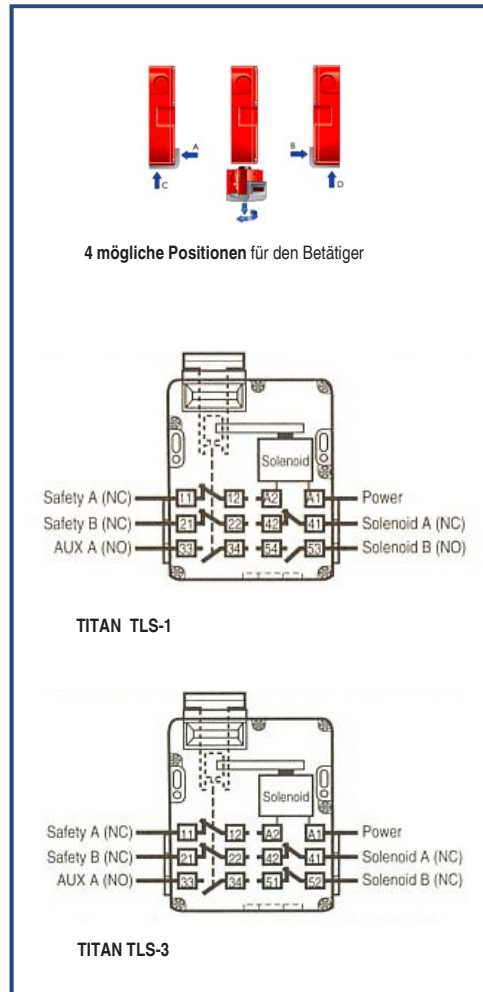 A B
C D
4 mögliche Positionen für den Betätiger
Solenoid
Safety A (NC) 11 12 A2 A1 Power
Safety B (NC) 21 22 42 41 Solenoid A (NC)
AUX A (NO) 33 34 54 53 Solenoid B (NO)
TITAN TLS-1
Solenoid
Safety A (NC) 11 12 A2 A1 Power
Safety B (NC) 21 22 42 41 Solenoid A (NC)
AUX A (NO) 33 34 51 52 Solenoid B (NC)
TITAN TLS-3